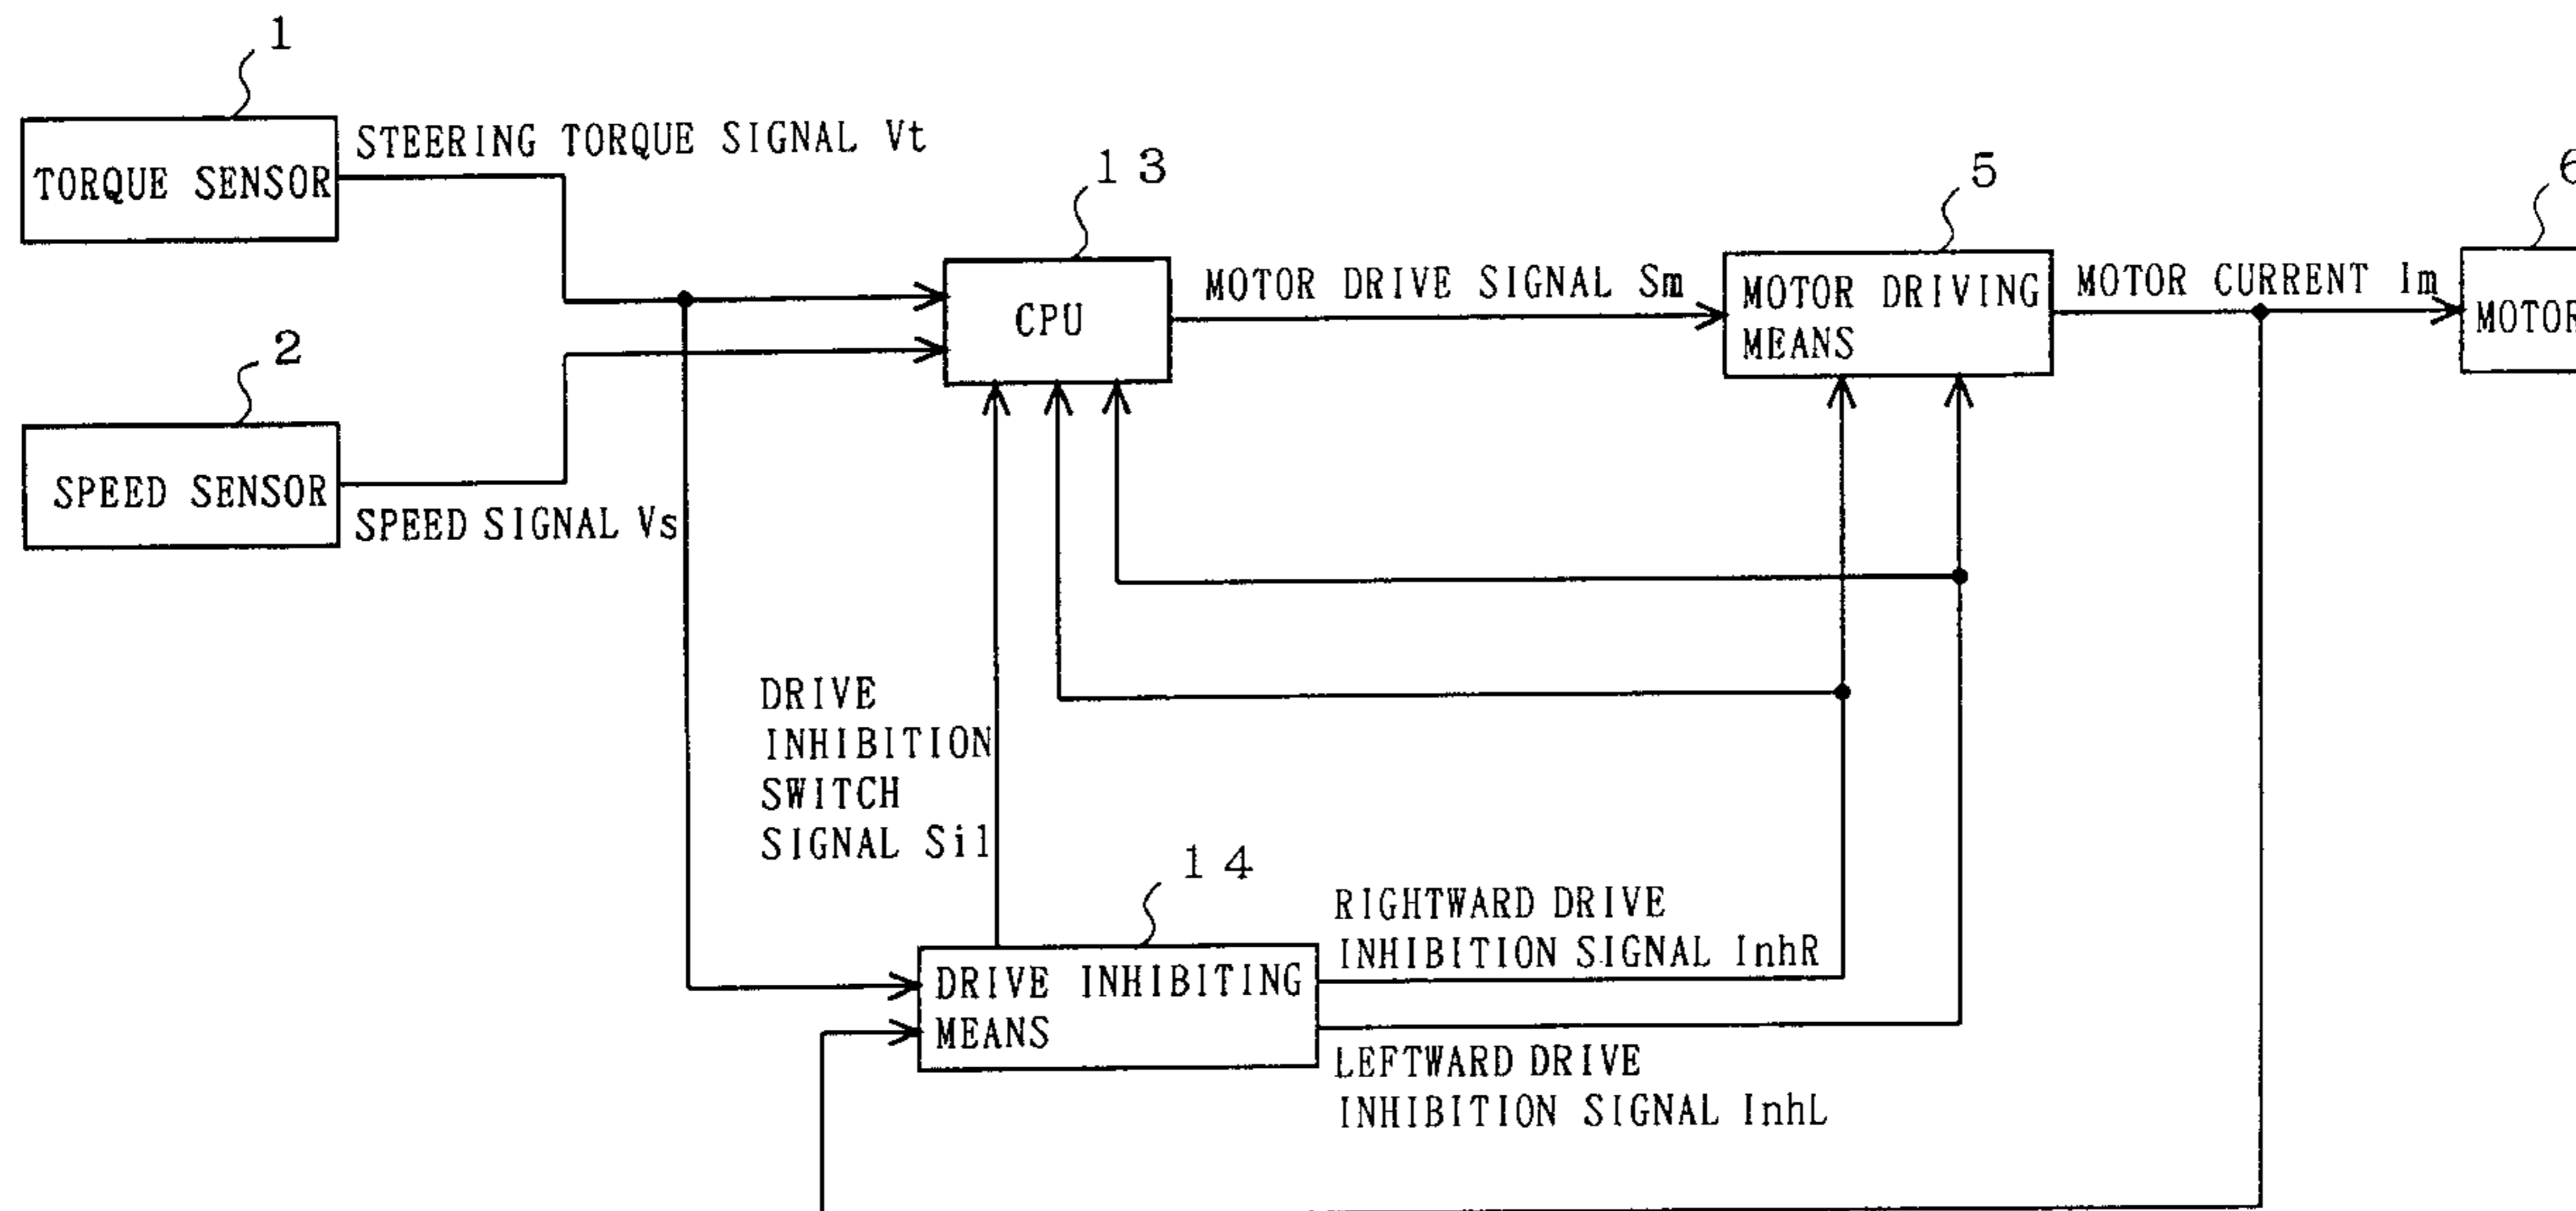 1
STEERING TORQUE SIGNAL Vt
TORQUE SENSOR
13
5
6
MOTOR DRIVE SIGNAL Sm
MOTOR CURRENT Im
CPU
MOTOR DRIVING
MEANS
MOTOR
2
SPEED SENSOR
SPEED SIGNAL Vs
DRIVE
INHIBITION
SWITCH
SIGNAL Si1
14
RIGHTWARD DRIVE
INHIBITION SIGNAL InhR
DRIVE INHIBITING
MEANS
LEFTWARD DRIVE
INHIBITION SIGNAL InhL